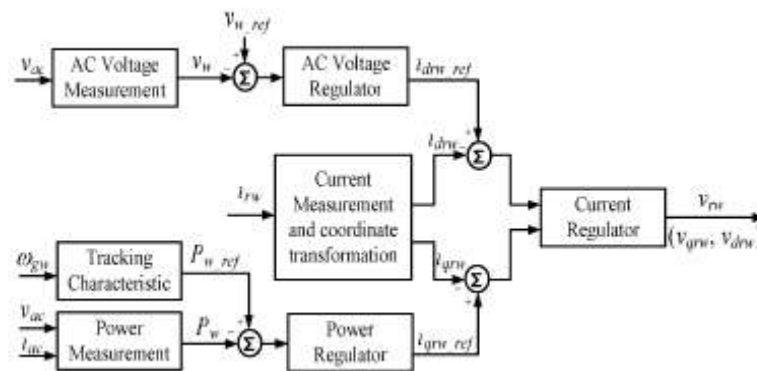 v_w_ref
v_ac
AC Voltage
Measurement
v_w
Σ
AC Voltage
Regulator
i_drw_ref
i_rw
Current
Measurement
and coordinate
transformation
i_drw
Σ
i_qrw
Σ
Current
Regulator
v_rw
(v_qrw, v_drw)
ω_gw
Tracking
Characteristic
P_w_ref
v_ac
i_ac
Power
Measurement
P_w
Σ
Power
Regulator
i_qrw_ref